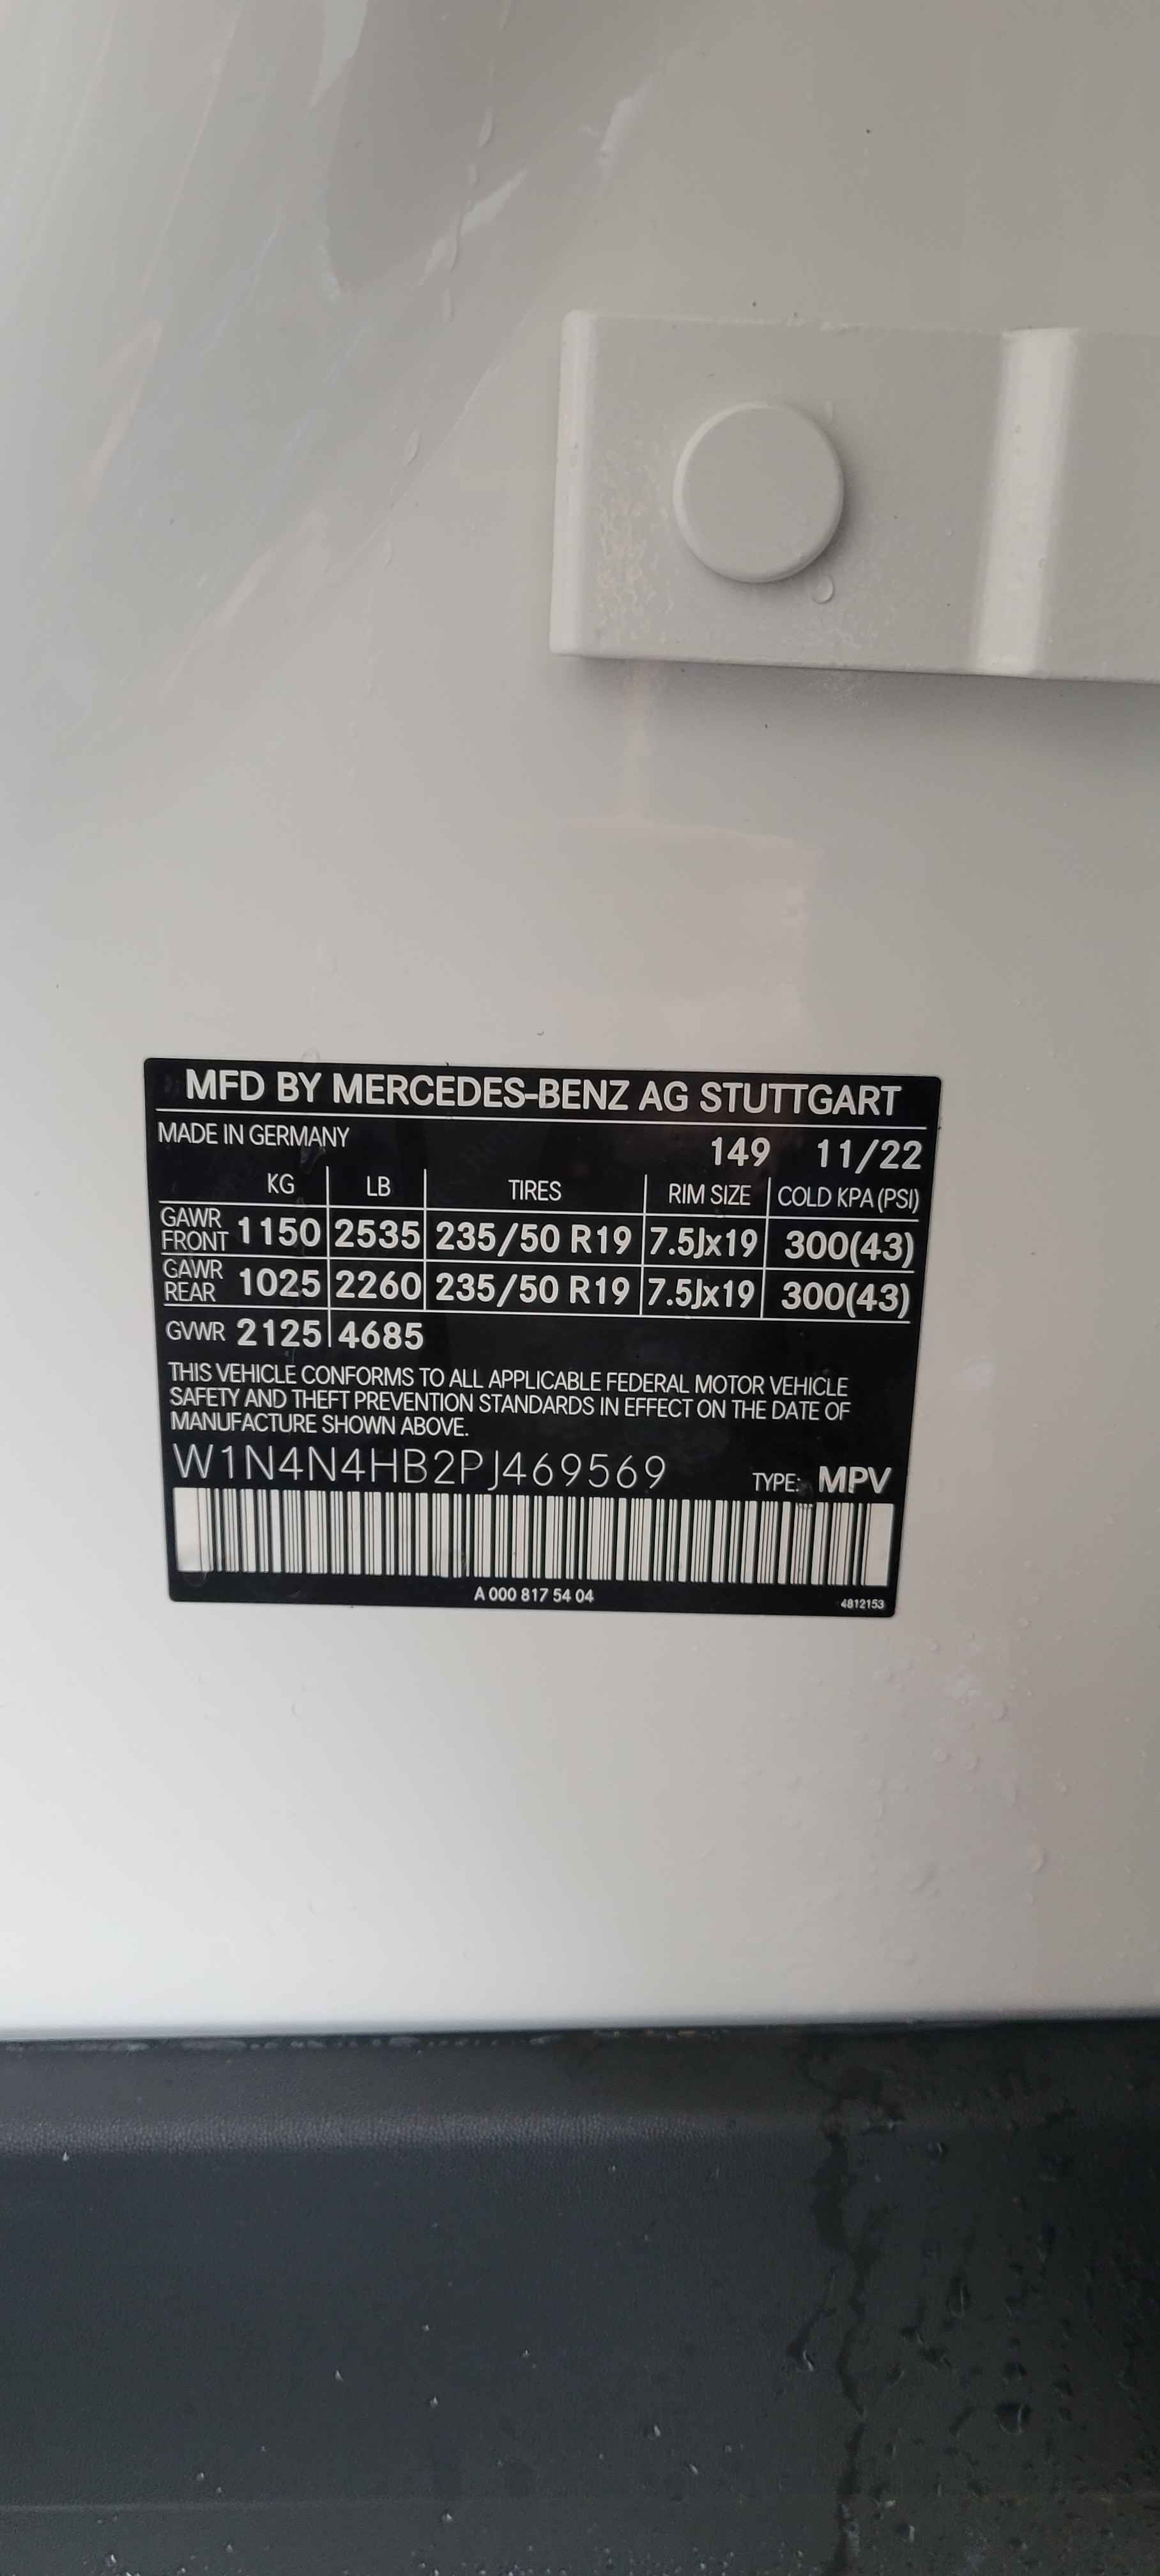 MFD BY MERCEDES-BENZ AG STUTTGART
MADE IN GERMANY 149 11/22
KG LB TIRES RIM SIZE COLD KPA (PSI)
GAWR FRONT 1150 2535 235/50 R19 7.5Jx19 300(43)
GAWR REAR 1025 2260 235/50 R19 7.5Jx19 300(43)
GVWR 2125 4685
THIS VEHICLE CONFORMS TO ALL APPLICABLE FEDERAL MOTOR VEHICLE
SAFETY AND THEFT PREVENTION STANDARDS IN EFFECT ON THE DATE OF
MANUFACTURE SHOWN ABOVE.
W1N4N4HB2PJ469569 TYPE: MPV
A 000 817 54 04 4812153